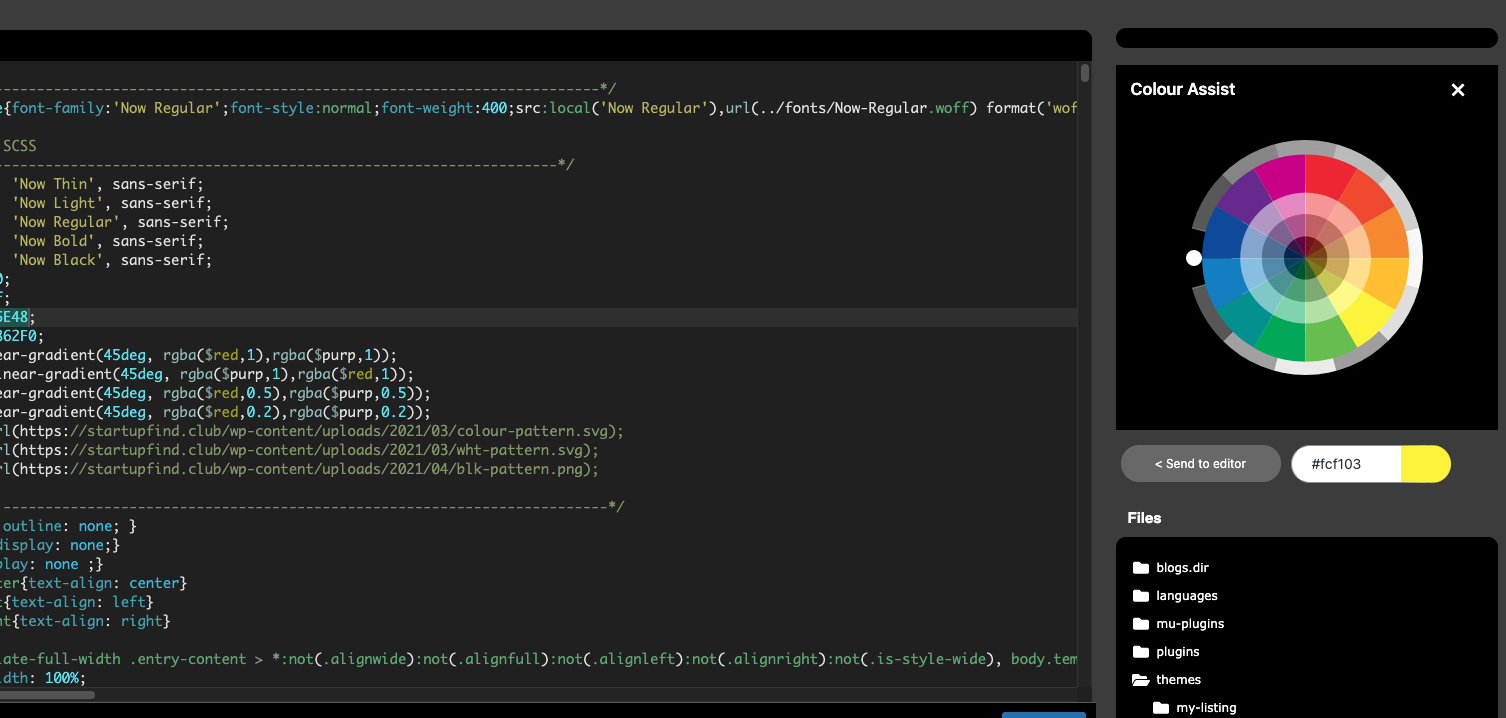 ------------------------------------------------------------------------*/
e{font-family:'Now Regular';font-style:normal;font-weight:400;src:local('Now Regular'),url(../fonts/Now-Regular.woff) format('wof
SCSS
-------------------------------------------------------------------*/
'Now Thin', sans-serif;
'Now Light', sans-serif;
'Now Regular', sans-serif;
'Now Bold', sans-serif;
'Now Black', sans-serif;
;
;
6E48;
862F0;
ear-gradient(45deg, rgba($red,1),rgba($purp,1));
near-gradient(45deg, rgba($purp,1),rgba($red,1));
ear-gradient(45deg, rgba($red,0.5),rgba($purp,0.5));
ear-gradient(45deg, rgba($red,0.2),rgba($purp,0.2));
rl(https://startupfind.club/wp-content/uploads/2021/03/colour-pattern.svg);
rl(https://startupfind.club/wp-content/uploads/2021/03/wht-pattern.svg);
rl(https://startupfind.club/wp-content/uploads/2021/04/blk-pattern.png);
-------------------------------------------------------------------------*/
outline: none; }
display: none;}
play: none ;}
ter{text-align: center}
t{text-align: left}
ht{text-align: right}
late-full-width .entry-content > *:not(.alignwide):not(.alignfull):not(.alignleft):not(.alignright):not(.is-style-wide), body.tem
idth: 100%;
Colour Assist
< Send to editor
#fcf103
Files
blogs.dir
languages
mu-plugins
plugins
themes
my-listing